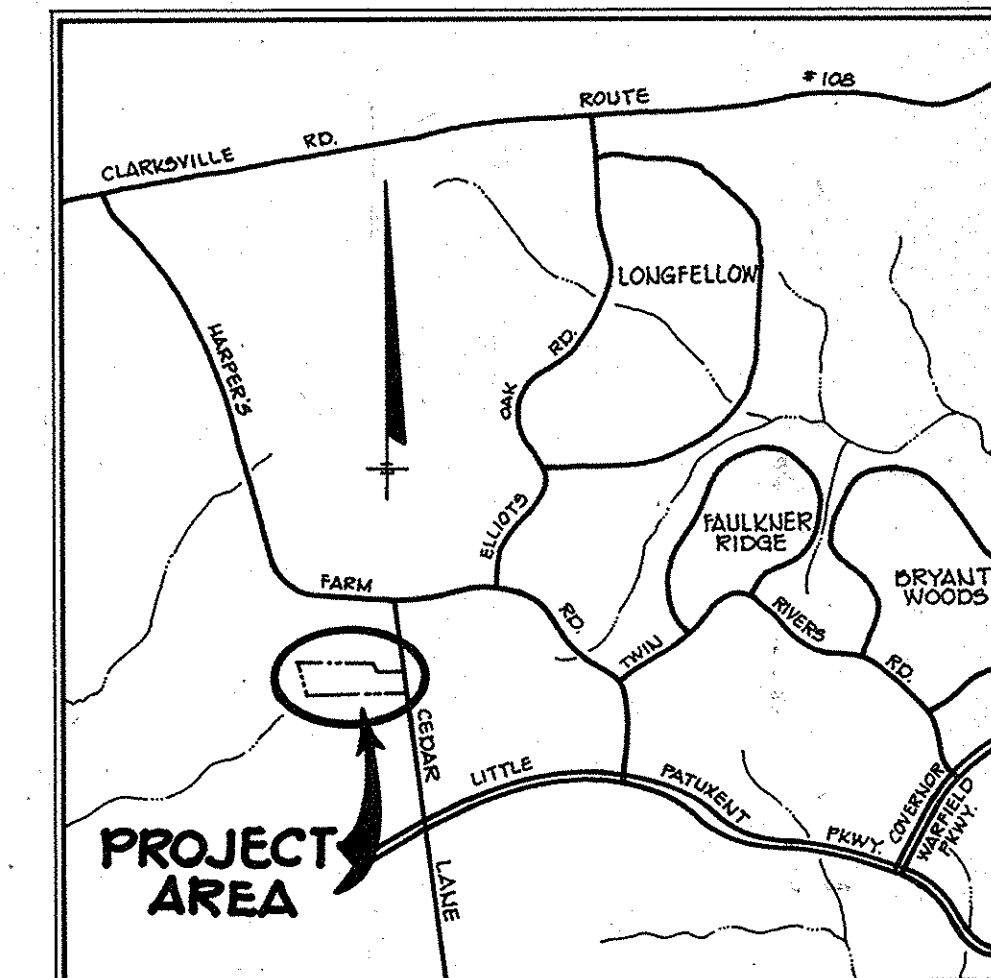 # 108
ROUTE
CLARKSVILLE RD.
LONGFELLOW
HARPER'S
FARM
RD.
ELLIOTS
OAK
RD.
FAULKNER
RIDGE
BRYANT
WOODS
TWIN
RIVERS
RD.
CEDAR
LANE
LITTLE
PATUXENT
PKWY.
GOVERNOR
WARFIELD
PKWY.
PROJECT
AREA